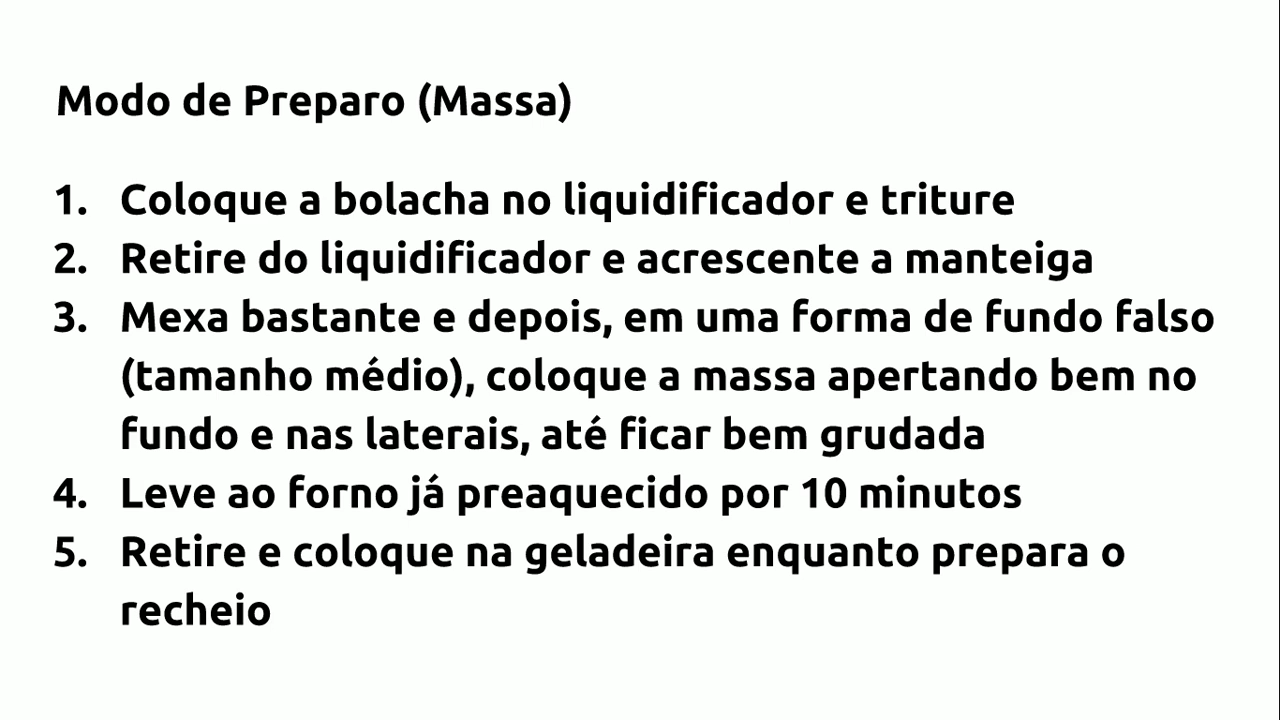 Modo de Preparo (Massa)
1. Coloque a bolacha no liquidificador e triture
2. Retire do liquidificador e acrescente a manteiga
3. Mexa bastante e depois, em uma forma de fundo falso
(tamanho médio), coloque a massa apertando bem no
fundo e nas laterais, até ficar bem grudada
4. Leve ao forno já preaquecido por 10 minutos
5. Retire e coloque na geladeira enquanto prepara o
recheio